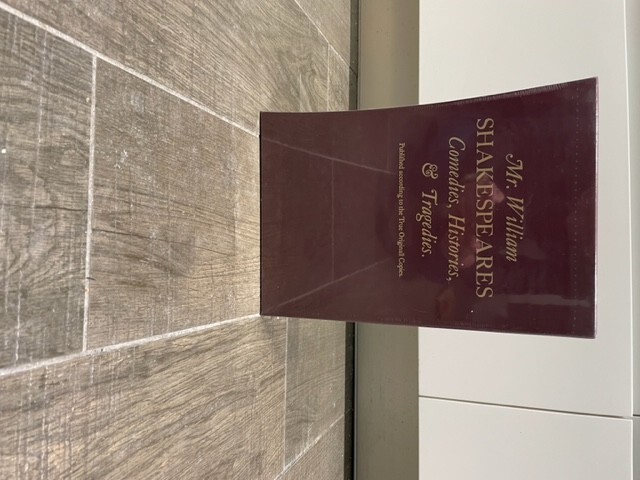 Mr. William
SHAKESPEARES
Comedies, Histories,
& Tragedies.
Published according to the True Originall Copies.